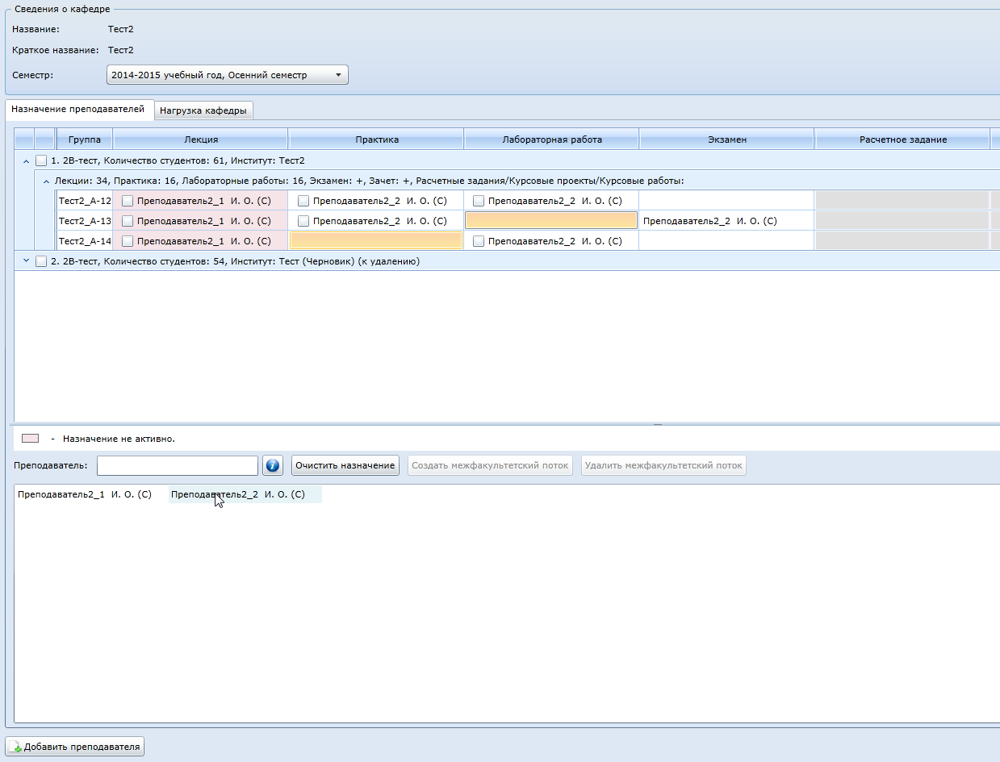 Сведения о кафедре
Название: Тест2
Краткое название: Тест2
Семестр: 2014-2015 учебный год, Осенний семестр
Назначение преподавателей Нагрузка кафедры
Группа Лекция Практика Лабораторная работа Экзамен Расчетное задание
1. 2В-тест, Количество студентов: 61, Институт: Тест2
Лекции: 34, Практика: 16, Лабораторные работы: 16, Экзамен: +, Зачет: +, Расчетные задания/Курсовые проекты/Курсовые работы:
Тест2_А-12 Преподаватель2_1 И. О. (С) Преподаватель2_2 И. О. (С) Преподаватель2_2 И. О. (С)
Тест2_А-13 Преподаватель2_1 И. О. (С) Преподаватель2_2 И. О. (С) Преподаватель2_2 И. О. (С)
Тест2_А-14 Преподаватель2_1 И. О. (С) Преподаватель2_2 И. О. (С)
2. 2В-тест, Количество студентов: 54, Институт: Тест (Черновик) (к удалению)
- Назначение не активно.
Преподаватель: Очистить назначение Создать межфакультетский поток Удалить межфакультетский поток
Преподаватель2_1 И. О. (С) Преподаватель2_2 И. О. (С)
Добавить преподавателя